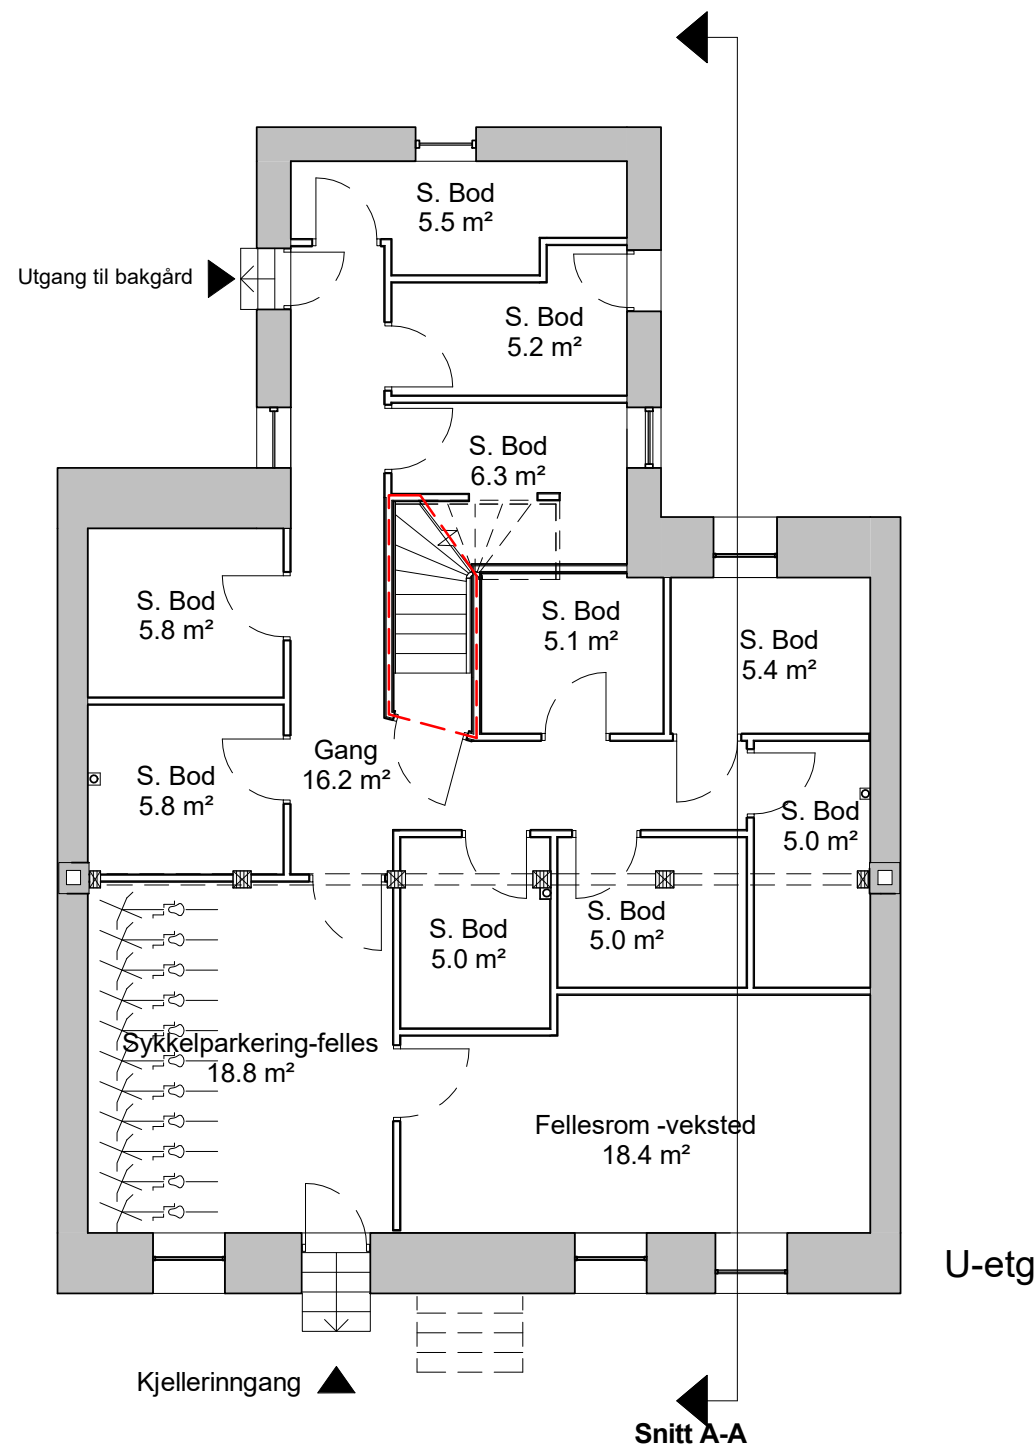 S. Bod
5.5 m²
Utgang til bakgård
S. Bod
5.2 m²
S. Bod
6.3 m²
S. Bod
5.8 m²
S. Bod
5.1 m²
S. Bod
5.4 m²
Gang
16.2 m²
S. Bod
5.8 m²
S. Bod
5.0 m²
S. Bod
5.0 m²
S. Bod
5.0 m²
Sykkelparkering-felles
18.8 m²
Fellesrom -veksted
18.4 m²
U-etg
Kjellerinngang
Snitt A-A